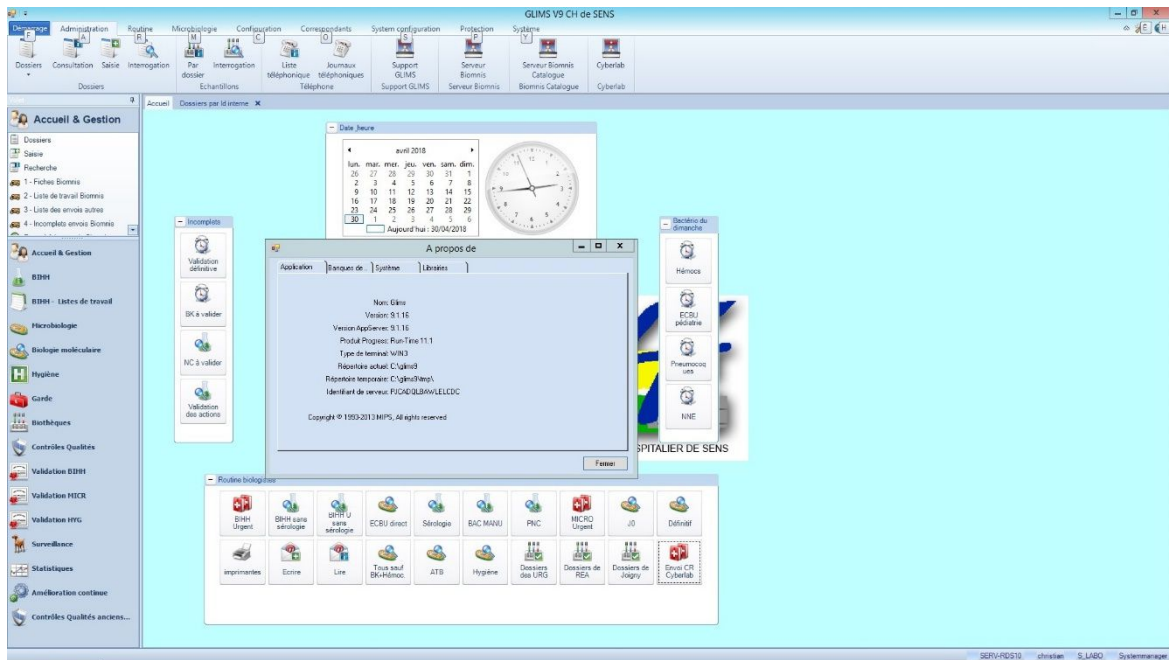 GLIMS V9 CH de SENS
Démarrage Administration Routine Microbiologie Configuration Correspondants System configuration Protection Système
F A R M C O S P Y E H
Dossiers Consultation Saisie Interrogation
Dossiers
Par dossier Interrogation
Echantillons
Liste téléphonique Journaux téléphoniques
Téléphone
Support GLIMS
Support GLIMS
Serveur Biomnis
Serveur Biomnis
Serveur Biomnis Catalogue
Biomnis Catalogue
Cyberlab
Cyberlab
Accueil Dossiers par Id interne
Accueil & Gestion
Dossiers
Saisie
Recherche
1 - Fiches Biomnis
2 - Liste de travail Biomnis
3 - Liste des envois autres
4 - Incomplets envois Biomnis
Accueil & Gestion
BIHH
BIHH - Listes de travail
Microbiologie
Biologie moléculaire
Hygiène
Garde
Biothèques
Contrôles Qualités
Validation BIHH
Validation MICR
Validation HYG
Surveillance
Statistiques
Amélioration continue
Contrôles Qualités anciens...
Date_heure
avril 2018
lun. mar. mer. jeu. ven. sam. dim.
26 27 28 29 30 31 1
2 3 4 5 6 7 8
9 10 11 12 13 14 15
16 17 18 19 20 21 22
23 24 25 26 27 28 29
30 1 2 3 4 5 6
Aujourd'hui : 30/04/2018
Incomplets
Validation définitive
BK à valider
NC à valider
Validation des actions
A propos de
Application Banques de... Système Librairies
Nom: Glims
Version: 9.1.16
Version AppServer: 9.1.16
Produit Progress: Run-Time 11.1
Type de terminal: WIN3
Répertoire actuel: C:\glims9
Répertoire temporaire: C:\glims9\tmp\
Copyright © 1993-2013 MIPS, All rights reserved
Fermer
Bactério du dimanche
Hémocs
ECBU pédiatrie
Pneumocoques
NNE
SPITALIER DE SENS
Routine biologistes
BIHH Urgent
BIHH sans sérologie
BIHH U sans sérologie
ECBU direct
Sérologie
BAC MANU
PNC
MICRO Urgent
J0
Définitif
imprimantes
Ecrire
Lire
Tous sauf BK+Hémoc.
ATB
Hygiène
Dossiers des URG
Dossiers de REA
Dossiers de Joigny
Envoi CR Cyberlab
SERV-RDS10 christian S_LABO Systemmanager